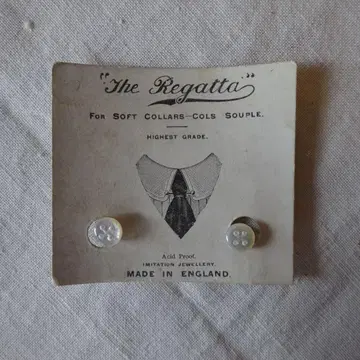 "The Regatta"
FOR SOFT COLLARS—COLS SOUPLE.
HIGHEST GRADE.
Acid Proof.
IMITATION JEWELLERY.
MADE IN ENGLAND.